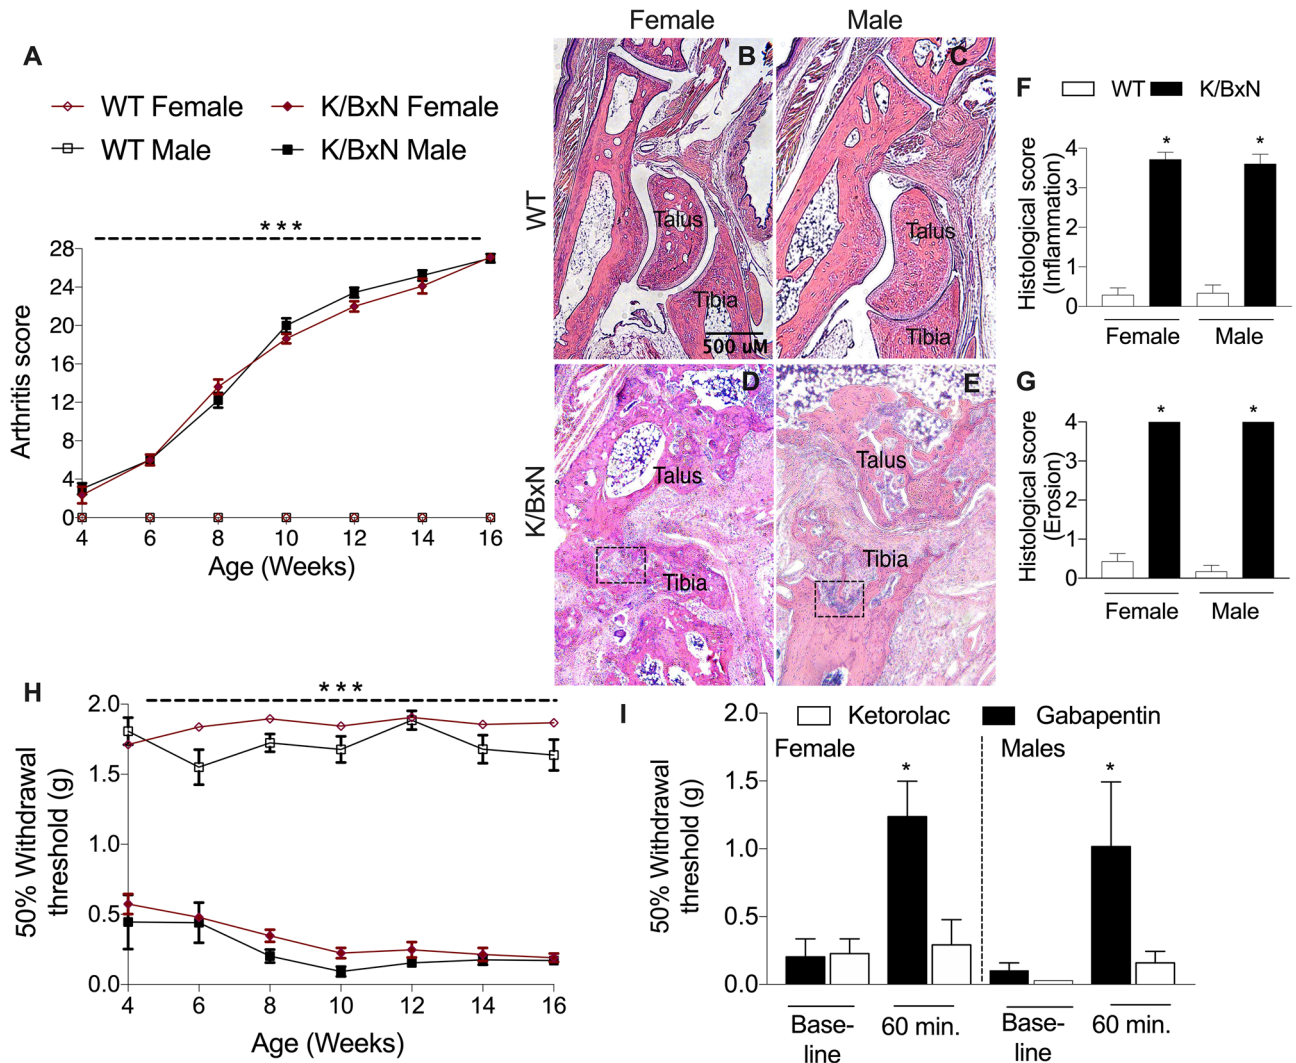 A
WT Female
K/BxN Female
WT Male
K/BxN Male
***
Arthritis score
28
24
20
16
12
8
4
0
4 6 8 10 12 14 16
Age (Weeks)
Female
Male
WT
K/BxN
B
Talus
Tibia
500 uM
C
Talus
Tibia
D
Talus
Tibia
E
Talus
Tibia
F
WT K/BxN
Histological score
(Inflammation)
4
3
2
1
0
* *
Female Male
G
Histological score
(Erosion)
4
3
2
1
0
* *
Female Male
H
***
50% Withdrawal
threshold (g)
2.0
1.5
1.0
0.5
0.0
4 6 8 10 12 14 16
Age (Weeks)
I
Ketorolac Gabapentin
Female Males
50% Withdrawal
threshold (g)
2.0
1.5
1.0
0.5
0.0
* *
Base-
line
60 min.
Base-
line
60 min.